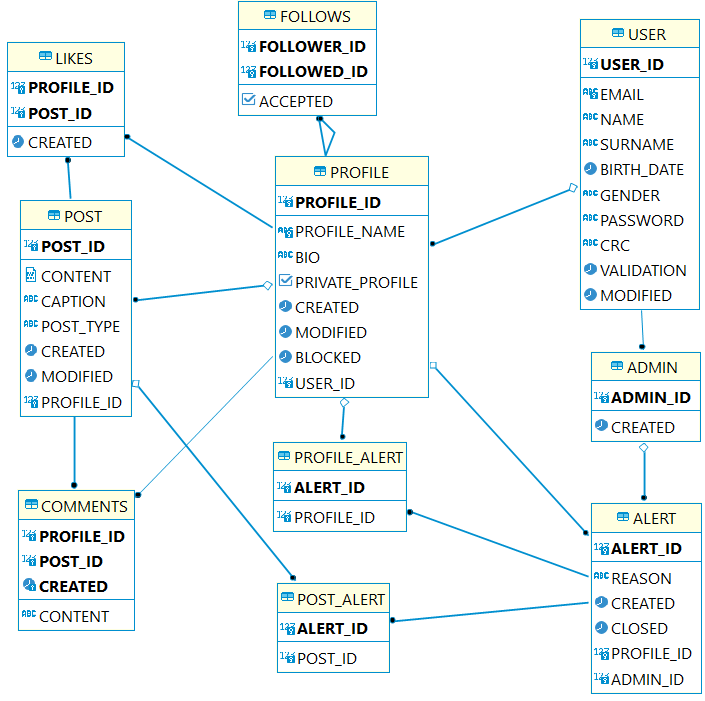 FOLLOWS
FOLLOWER_ID
FOLLOWED_ID
ACCEPTED
LIKES
PROFILE_ID
POST_ID
CREATED
USER
USER_ID
EMAIL
NAME
SURNAME
BIRTH_DATE
GENDER
PASSWORD
CRC
VALIDATION
MODIFIED
PROFILE
PROFILE_ID
PROFILE_NAME
BIO
PRIVATE_PROFILE
CREATED
MODIFIED
BLOCKED
USER_ID
POST
POST_ID
CONTENT
CAPTION
POST_TYPE
CREATED
MODIFIED
PROFILE_ID
ADMIN
ADMIN_ID
CREATED
PROFILE_ALERT
ALERT_ID
PROFILE_ID
COMMENTS
PROFILE_ID
POST_ID
CREATED
CONTENT
ALERT
ALERT_ID
REASON
CREATED
CLOSED
PROFILE_ID
ADMIN_ID
POST_ALERT
ALERT_ID
POST_ID